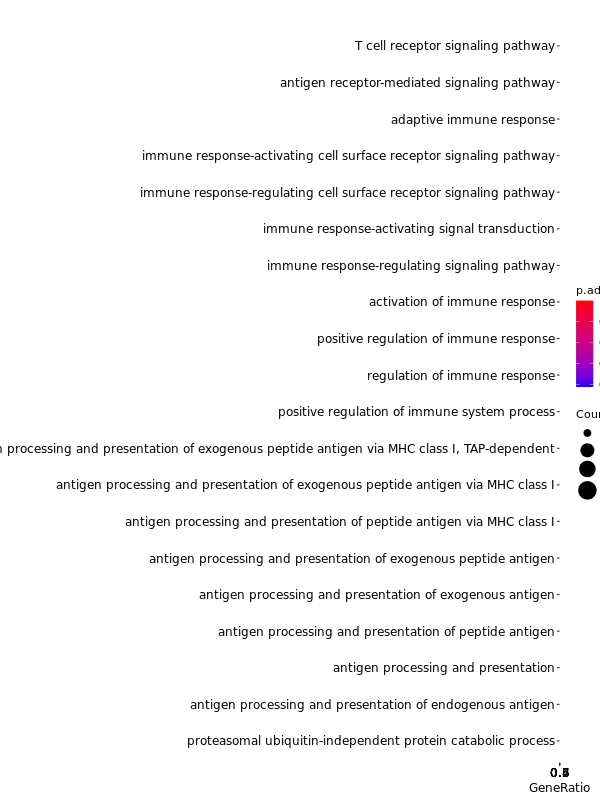 T cell receptor signaling pathway
antigen receptor-mediated signaling pathway
adaptive immune response
immune response-activating cell surface receptor signaling pathway
immune response-regulating cell surface receptor signaling pathway
immune response-activating signal transduction
immune response-regulating signaling pathway
activation of immune response
positive regulation of immune response
regulation of immune response
positive regulation of immune system process
processing and presentation of exogenous peptide antigen via MHC class I, TAP-dependent
antigen processing and presentation of exogenous peptide antigen via MHC class I
antigen processing and presentation of peptide antigen via MHC class I
antigen processing and presentation of exogenous peptide antigen
antigen processing and presentation of exogenous antigen
antigen processing and presentation of peptide antigen
antigen processing and presentation
antigen processing and presentation of endogenous antigen
proteasomal ubiquitin-independent protein catabolic process
GeneRatio
p.ad
Cour